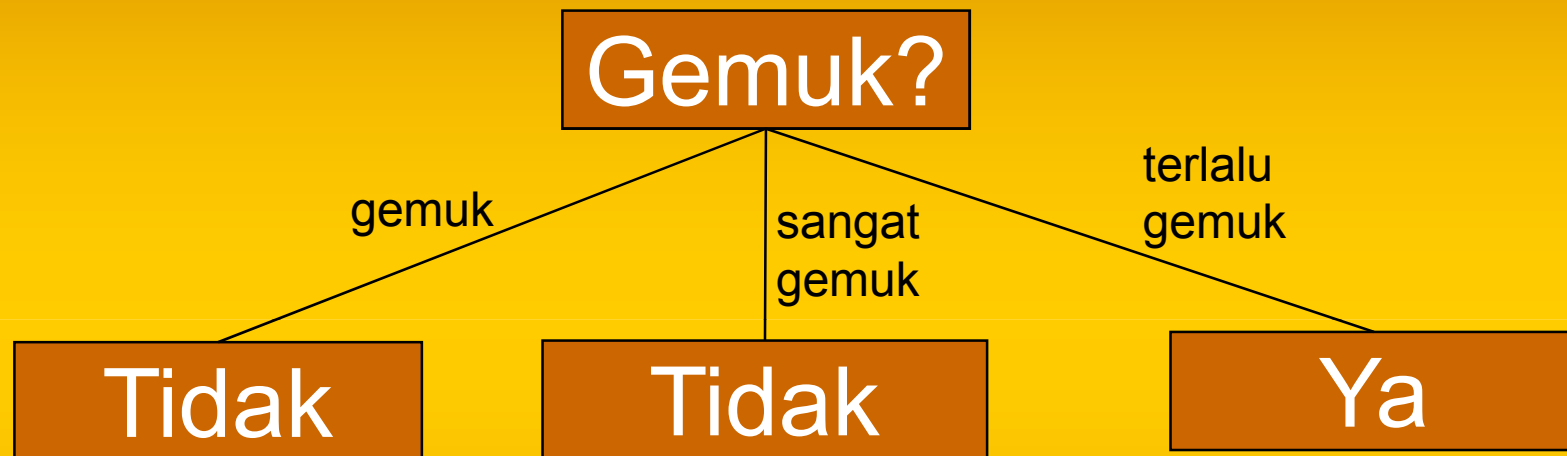 Gemuk?
gemuk
sangat
gemuk
terlalu
gemuk
Tidak
Tidak
Ya